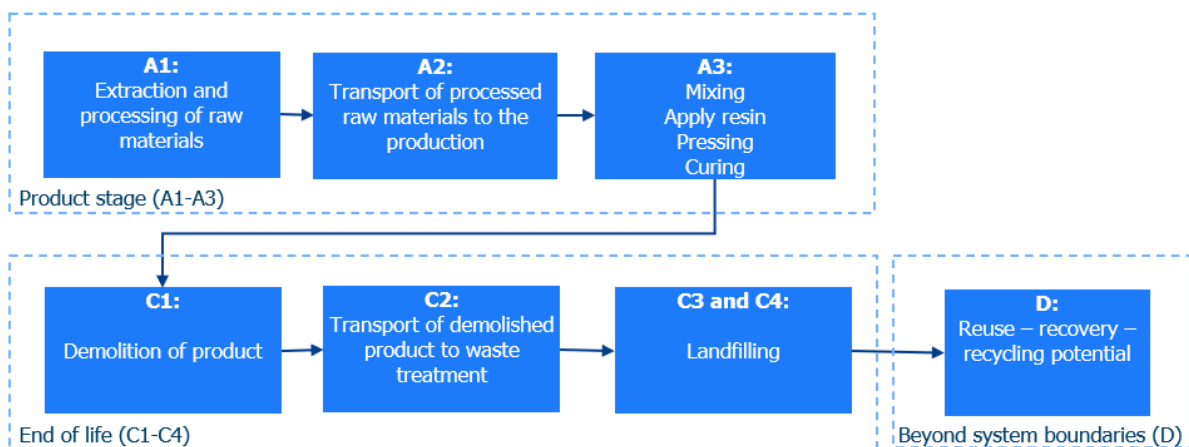 A1:
Extraction and
processing of raw
materials
A2:
Transport of processed
raw materials to the
production
A3:
Mixing
Apply resin
Pressing
Curing
Product stage (A1-A3)
C1:
Demolition of product
C2:
Transport of demolished
product to waste
treatment
C3 and C4:
Landfilling
End of life (C1-C4)
D:
Reuse – recovery –
recycling potential
Beyond system boundaries (D)